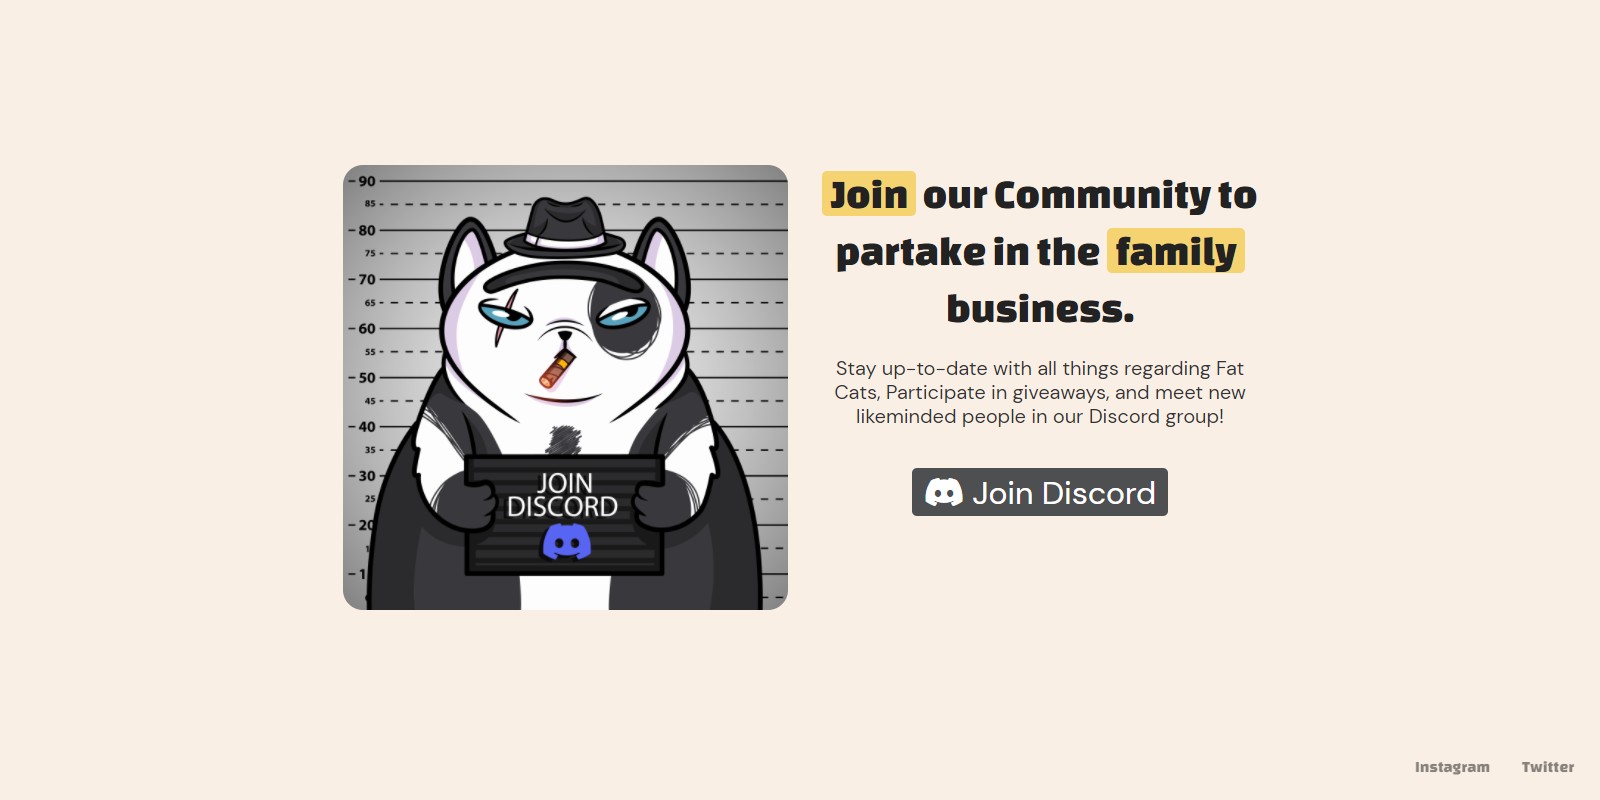 90
85
80
75
70
65
60
55
50
45
40
35
30
25
20
1
JOIN
DISCORD
Join our Community to
partake in the family
business.
Stay up-to-date with all things regarding Fat
Cats, Participate in giveaways, and meet new
likeminded people in our Discord group!
Join Discord
Instagram Twitter